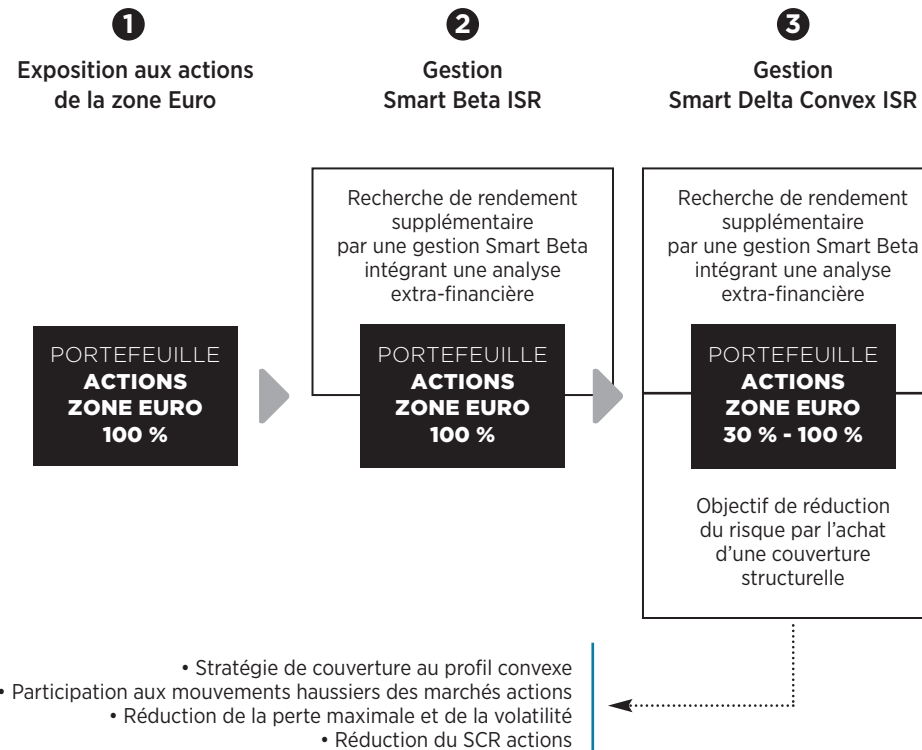 1
Exposition aux actions
de la zone Euro
PORTEFEUILLE
ACTIONS
ZONE EURO
100 %
2
Gestion
Smart Beta ISR
Recherche de rendement
supplémentaire
par une gestion Smart Beta
intégrant une analyse
extra-financière
PORTEFEUILLE
ACTIONS
ZONE EURO
100 %
3
Gestion
Smart Delta Convex ISR
Recherche de rendement
supplémentaire
par une gestion Smart Beta
intégrant une analyse
extra-financière
PORTEFEUILLE
ACTIONS
ZONE EURO
30 % - 100 %
Objectif de réduction
du risque par l’achat
d’une couverture
structurelle
• Stratégie de couverture au profil convexe
• Participation aux mouvements haussiers des marchés actions
• Réduction de la perte maximale et de la volatilité
• Réduction du SCR actions